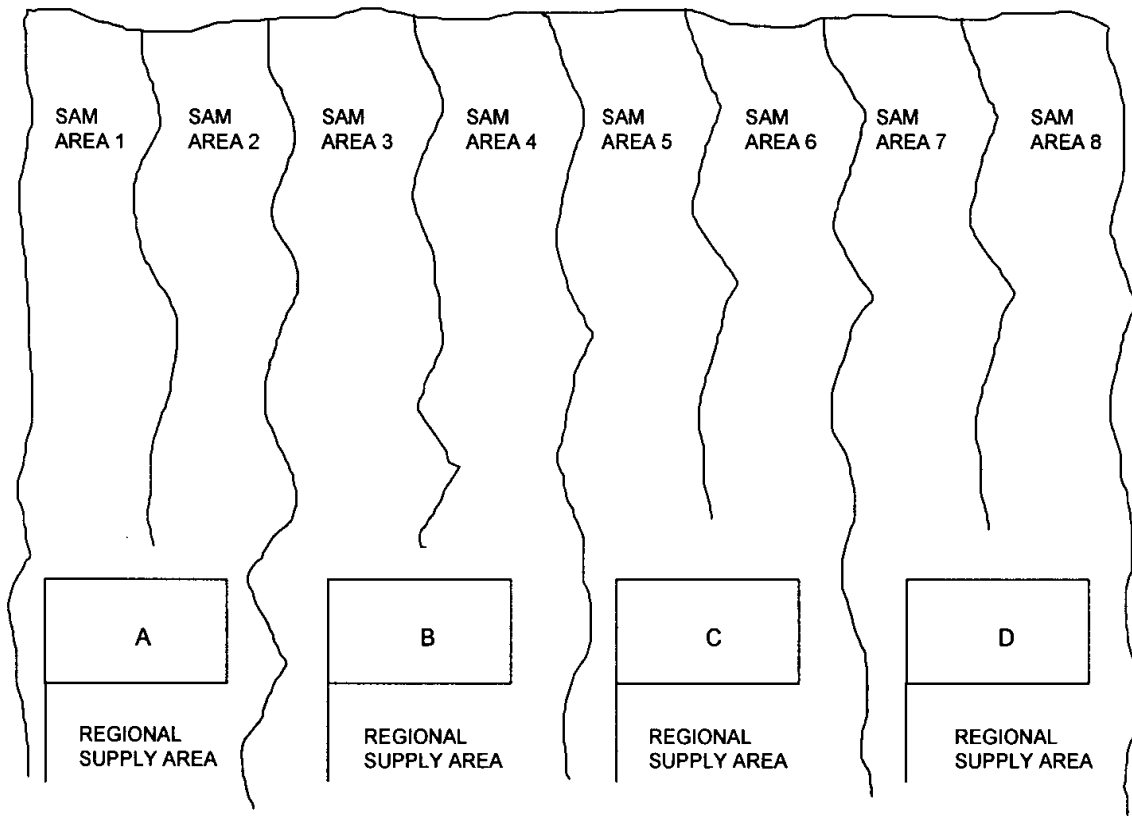 SAM
AREA 1
SAM
AREA 2
SAM
AREA 3
SAM
AREA 4
SAM
AREA 5
SAM
AREA 6
SAM
AREA 7
SAM
AREA 8
A
B
C
D
REGIONAL
SUPPLY AREA
REGIONAL
SUPPLY AREA
REGIONAL
SUPPLY AREA
REGIONAL
SUPPLY AREA